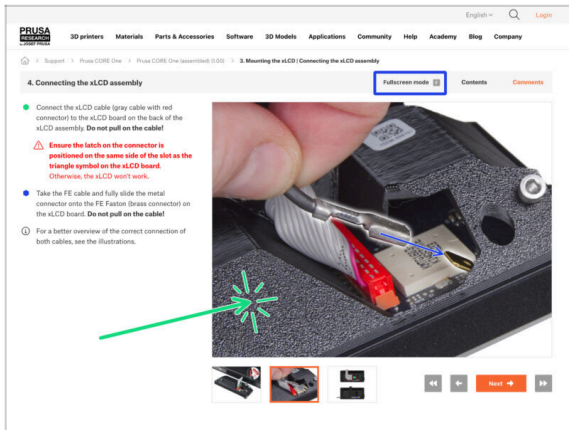 English
Login
PRUSA
RESEARCH
by JOSEF PRUSA
3D printers Materials Parts & Accessories Software 3D Models Applications Community Help Academy Blog Company
Support > Prusa CORE One > Prusa CORE One (assembled) (1.00) > 3. Mounting the xLCD | Connecting the xLCD assembly
4. Connecting the xLCD assembly
Fullscreen mode
Contents
Comments
Connect the xLCD cable (gray cable with red
connector) to the xLCD board on the back of the
xLCD assembly. Do not pull on the cable!
Ensure the latch on the connector is
positioned on the same side of the slot as the
triangle symbol on the xLCD board.
Otherwise, the xLCD won't work.
Take the FE cable and fully slide the metal
connector onto the FE Faston (brass connector) on
the xLCD board. Do not pull on the cable!
For a better overview of the correct connection of
both cables, see the illustrations.
Next